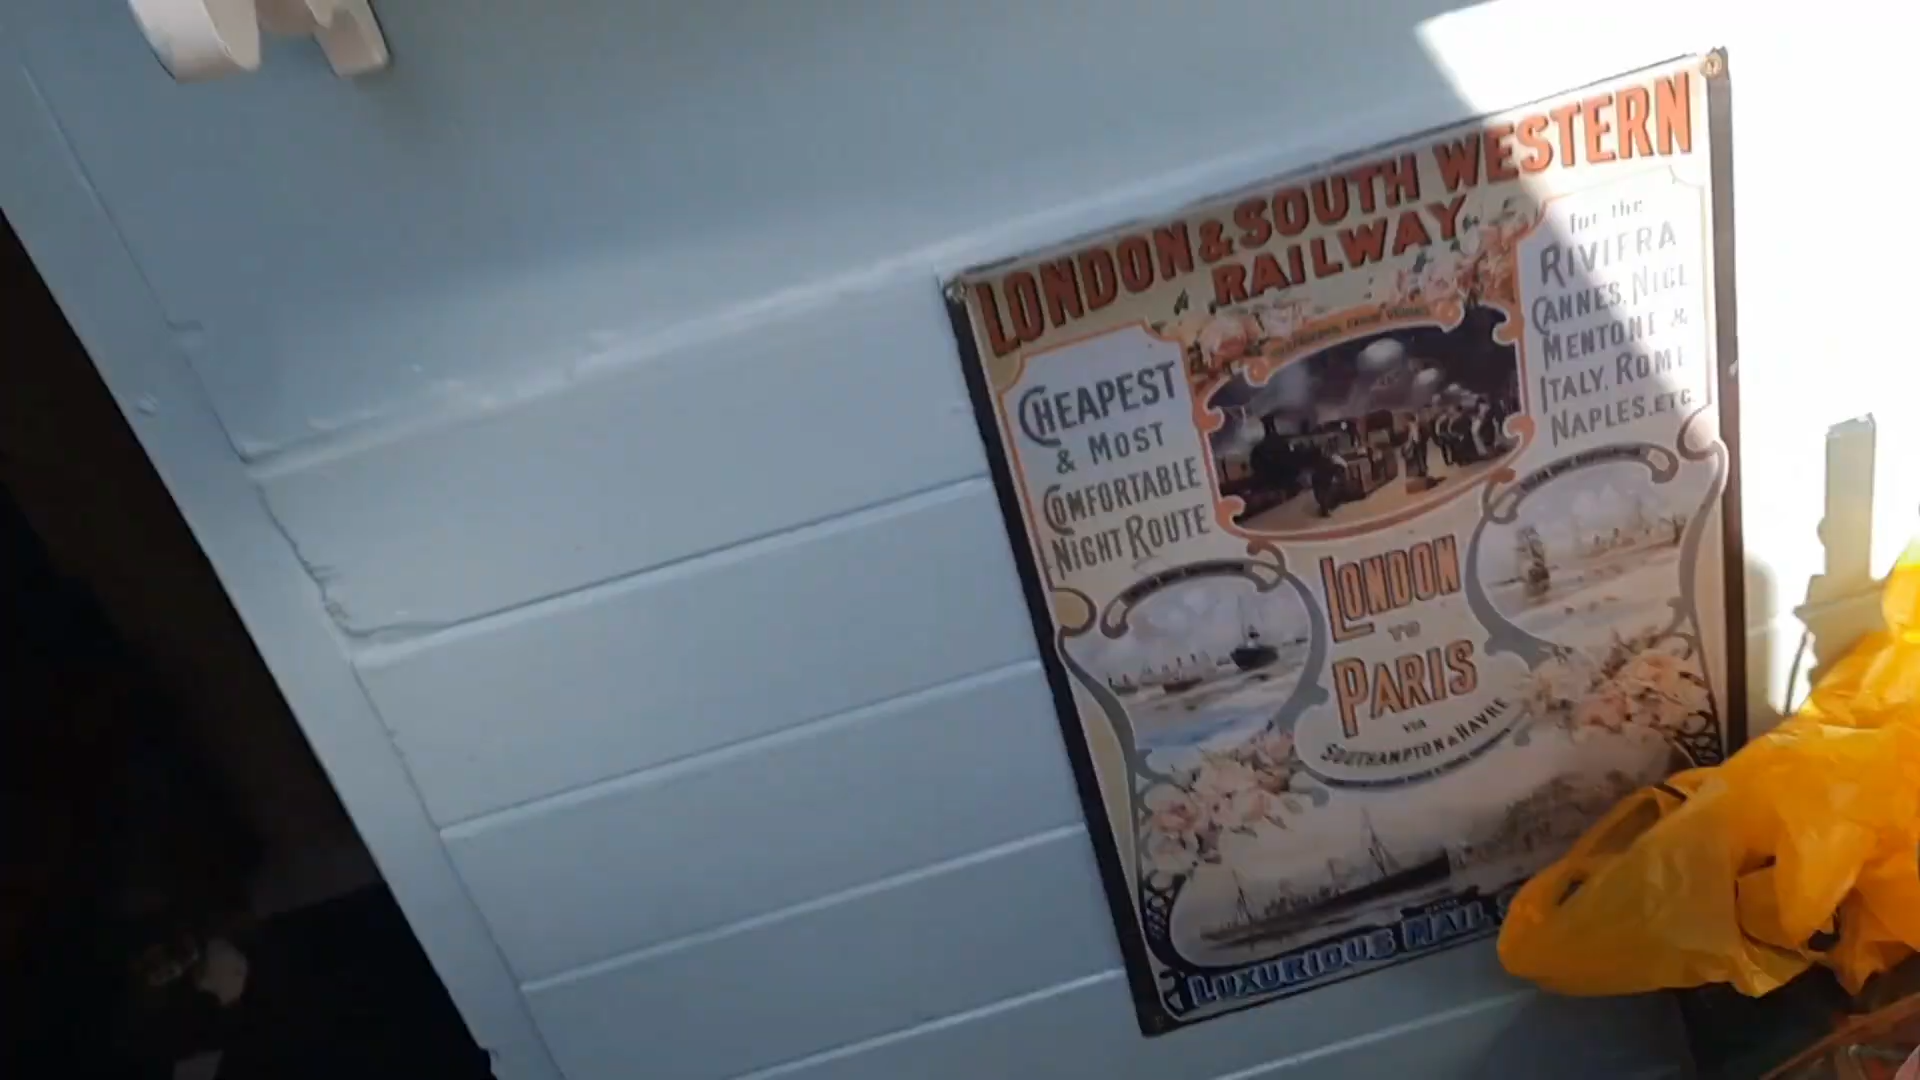 LONDON & SOUTH WESTERN
RAILWAY
CHEAPEST
& MOST
COMFORTABLE
NIGHT ROUTE
for the
RIVIERA
CANNES, NICE
MENTONE &
ITALY, ROME
NAPLES, ETC.
LONDON
TO
PARIS
VIA
SOUTHAMPTON & HAVRE
LUXURIOUS MAIL